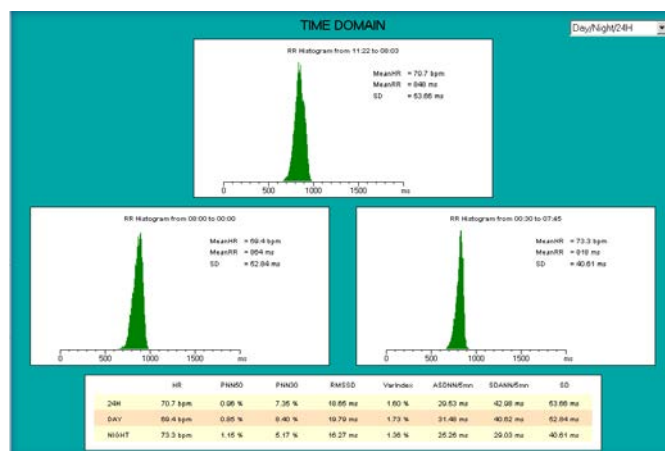 TIME DOMAIN
Day/Night/24H
RR Histogram from 11:22 to 08:03
MeanHR = 70.7 bpm
MeanRR = 848 ms
SD = 53.66 ms
0 500 1000 ms
RR Histogram from 08:00 to 00:00
MeanHR = 69.4 bpm
MeanRR = 864 ms
SD = 52.84 ms
0 500 1000 ms
RR Histogram from 00:30 to 07:45
MeanHR = 73.3 bpm
MeanRR = 818 ms
SD = 40.61 ms
0 500 1000 ms
HR PNN50 PNN30 RMSSD VarIndex ASDNN/5mn SDANN/5mn SD
24H 70.7 bpm 0.96 % 7.35 % 18.66 ms 1.60 % 29.53 ms 42.98 ms 53.66 ms
DAY 69.4 bpm 0.85 % 8.40 % 19.79 ms 1.73 % 31.48 ms 40.62 ms 52.84 ms
NIGHT 73.3 bpm 1.15 % 5.17 % 16.27 ms 1.36 % 25.26 ms 29.03 ms 40.61 ms